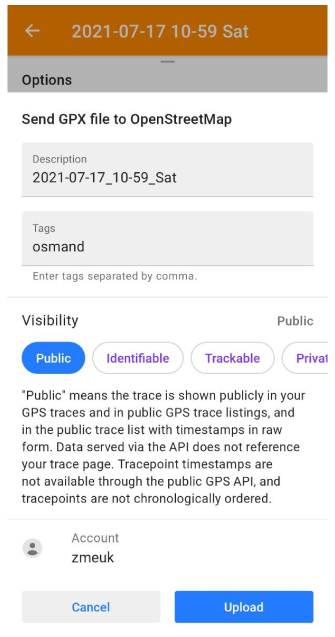 2021-07-17 10-59 Sat
Options
Send GPX file to OpenStreetMap
Description
2021-07-17_10-59_Sat
Tags
osmand
Enter tags separated by comma.
Visibility Public
Public Identifiable Trackable Privat
"Public" means the trace is shown publicly in your
GPS traces and in public GPS trace listings, and
in the public trace list with timestamps in raw
form. Data served via the API does not reference
your trace page. Tracepoint timestamps are
not available through the public GPS API, and
tracepoints are not chronologically ordered.
Account
zmeuk
Cancel Upload